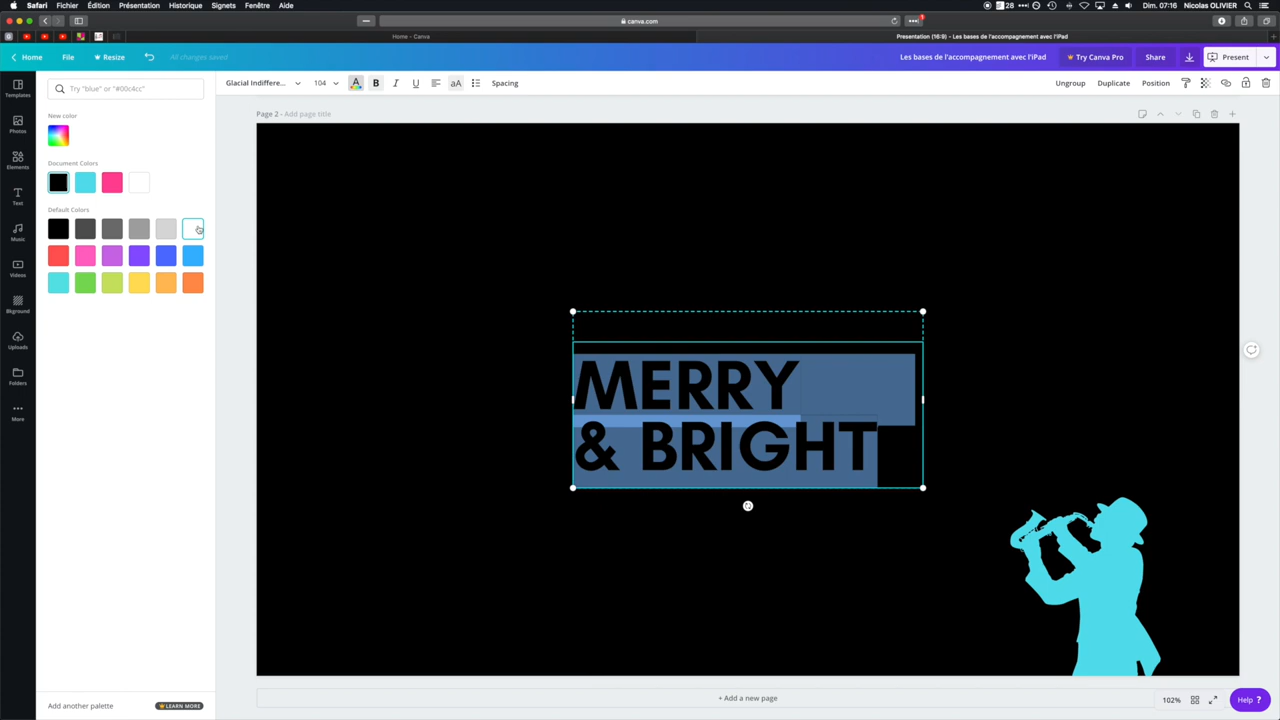 Safari Fichier Édition Présentation Historique Signets Fenêtre Aide 28 Dim. 07:16 Nicolas OLIVIER
canva.com
Home - Canva Presentation (16:9) - Les bases de l'accompagnement avec l'iPad
Home File Resize All changes saved Les bases de l'accompagnement avec l'iPad Try Canva Pro Share Present
Glacial Indiffere... 104 A B I U aA Spacing Ungroup Duplicate Position
Try "blue" or "#00c4cc"
Templates
Photos
Elements
Text
Music
Videos
Bkground
Uploads
Folders
More
New color
Document Colors
Default Colors
Add another palette LEARN MORE
Page 2 - Add page title
MERRY
& BRIGHT
+ Add a new page
102% Help ?